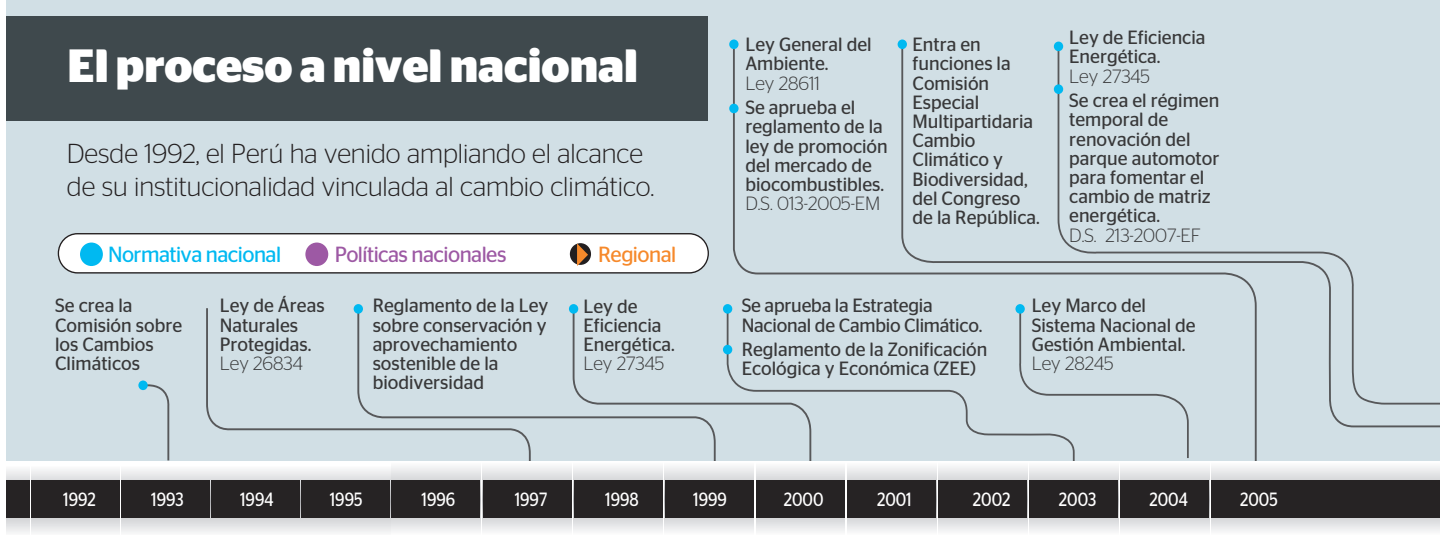 El proceso a nivel nacional
Desde 1992, el Perú ha venido ampliando el alcance
de su institucionalidad vinculada al cambio climático.
Normativa nacional
Políticas nacionales
Regional
Ley General del
Ambiente.
Ley 28611
Se aprueba el
reglamento de la
ley de promoción
del mercado de
biocombustibles.
D.S. 013-2005-EM
Entra en
funciones la
Comisión
Especial
Multipartidaria
Cambio
Climático y
Biodiversidad,
del Congreso
de la República.
Ley de Eficiencia
Energética.
Ley 27345
Se crea el régimen
temporal de
renovación del
parque automotor
para fomentar el
cambio de matriz
energética.
D.S. 213-2007-EF
Se crea la
Comisión sobre
los Cambios
Climáticos
Ley de Áreas
Naturales
Protegidas.
Ley 26834
Reglamento de la Ley
sobre conservación y
aprovechamiento
sostenible de la
biodiversidad
Ley de
Eficiencia
Energética.
Ley 27345
Se aprueba la Estrategia
Nacional de Cambio Climático.
Reglamento de la Zonificación
Ecológica y Económica (ZEE)
Ley Marco del
Sistema Nacional de
Gestión Ambiental.
Ley 28245
1992 1993 1994 1995 1996 1997 1998 1999 2000 2001 2002 2003 2004 2005